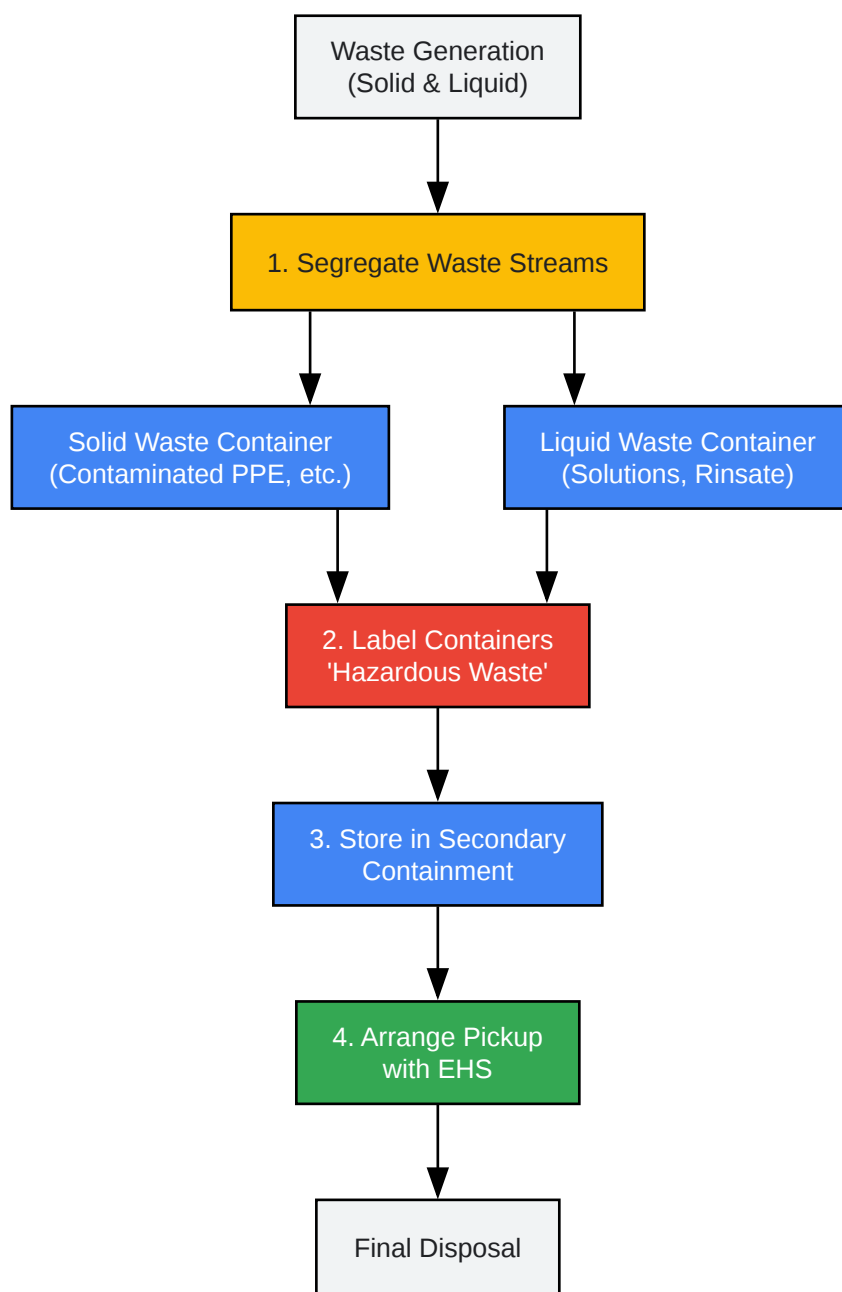 Waste Generation
(Solid & Liquid)
1. Segregate Waste Streams
Solid Waste Container
(Contaminated PPE, etc.)
Liquid Waste Container
(Solutions, Rinsate)
2. Label Containers
'Hazardous Waste'
3. Store in Secondary
Containment
4. Arrange Pickup
with EHS
Final Disposal